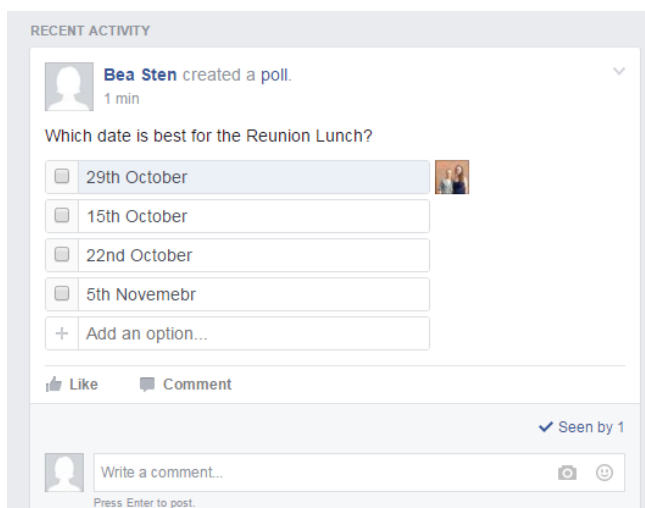 RECENT ACTIVITY
Bea Sten created a poll.
1 min
Which date is best for the Reunion Lunch?
29th October
15th October
22nd October
5th Novemebr
Add an option...
Like Comment
Seen by 1
Write a comment...
Press Enter to post.